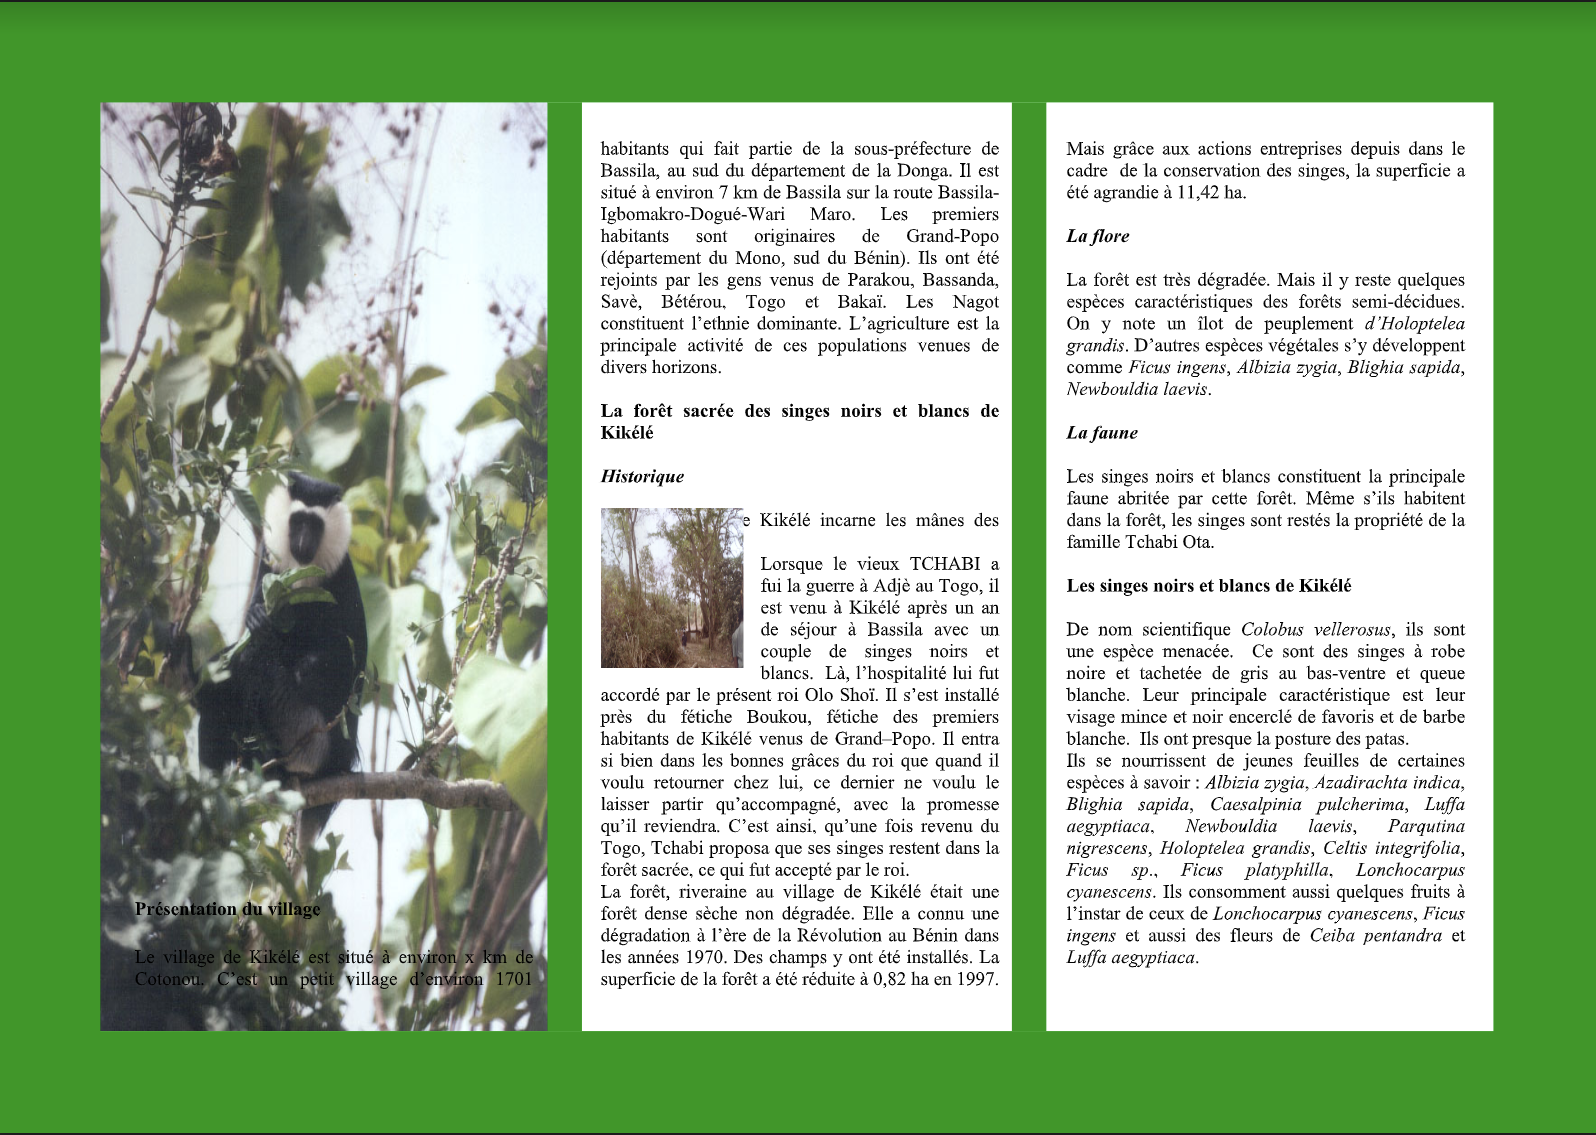 Présentation du village
Le village de Kikélé est situé à environ x km de
Cotonou. C’est un petit village d’environ 1701
habitants qui fait partie de la sous-préfecture de
Bassila, au sud du département de la Donga. Il est
situé à environ 7 km de Bassila sur la route Bassila-
Igbomakro-Dogué-Wari Maro. Les premiers
habitants sont originaires de Grand-Popo
(département du Mono, sud du Bénin). Ils ont été
rejoints par les gens venus de Parakou, Bassanda,
Savè, Bétérou, Togo et Bakaï. Les Nagot
constituent l’ethnie dominante. L’agriculture est la
principale activité de ces populations venues de
divers horizons.
La forêt sacrée des singes noirs et blancs de
Kikélé
Historique
e Kikélé incarne les mânes des
Lorsque le vieux TCHABI a
fui la guerre à Adjè au Togo, il
est venu à Kikélé après un an
de séjour à Bassila avec un
couple de singes noirs et
blancs. Là, l’hospitalité lui fut
accordé par le présent roi Olo Shoï. Il s’est installé
près du fétiche Boukou, fétiche des premiers
habitants de Kikélé venus de Grand–Popo. Il entra
si bien dans les bonnes grâces du roi que quand il
voulu retourner chez lui, ce dernier ne voulu le
laisser partir qu’accompagné, avec la promesse
qu’il reviendra. C’est ainsi, qu’une fois revenu du
Togo, Tchabi proposa que ses singes restent dans la
forêt sacrée, ce qui fut accepté par le roi.
La forêt, riveraine au village de Kikélé était une
forêt dense sèche non dégradée. Elle a connu une
dégradation à l’ère de la Révolution au Bénin dans
les années 1970. Des champs y ont été installés. La
superficie de la forêt a été réduite à 0,82 ha en 1997.
Mais grâce aux actions entreprises depuis dans le
cadre de la conservation des singes, la superficie a
été agrandie à 11,42 ha.
La flore
La forêt est très dégradée. Mais il y reste quelques
espèces caractéristiques des forêts semi-décidues.
On y note un îlot de peuplement d’Holoptelea
grandis. D’autres espèces végétales s’y développent
comme Ficus ingens, Albizia zygia, Blighia sapida,
Newbouldia laevis.
La faune
Les singes noirs et blancs constituent la principale
faune abritée par cette forêt. Même s’ils habitent
dans la forêt, les singes sont restés la propriété de la
famille Tchabi Ota.
Les singes noirs et blancs de Kikélé
De nom scientifique Colobus vellerosus, ils sont
une espèce menacée. Ce sont des singes à robe
noire et tachetée de gris au bas-ventre et queue
blanche. Leur principale caractéristique est leur
visage mince et noir encerclé de favoris et de barbe
blanche. Ils ont presque la posture des patas.
Ils se nourrissent de jeunes feuilles de certaines
espèces à savoir : Albizia zygia, Azadirachta indica,
Blighia sapida, Caesalpinia pulcherima, Luffa
aegyptiaca, Newbouldia laevis, Parqutina
nigrescens, Holoptelea grandis, Celtis integrifolia,
Ficus sp., Ficus platyphilla, Lonchocarpus
cyanescens. Ils consomment aussi quelques fruits à
l’instar de ceux de Lonchocarpus cyanescens, Ficus
ingens et aussi des fleurs de Ceiba pentandra et
Luffa aegyptiaca.